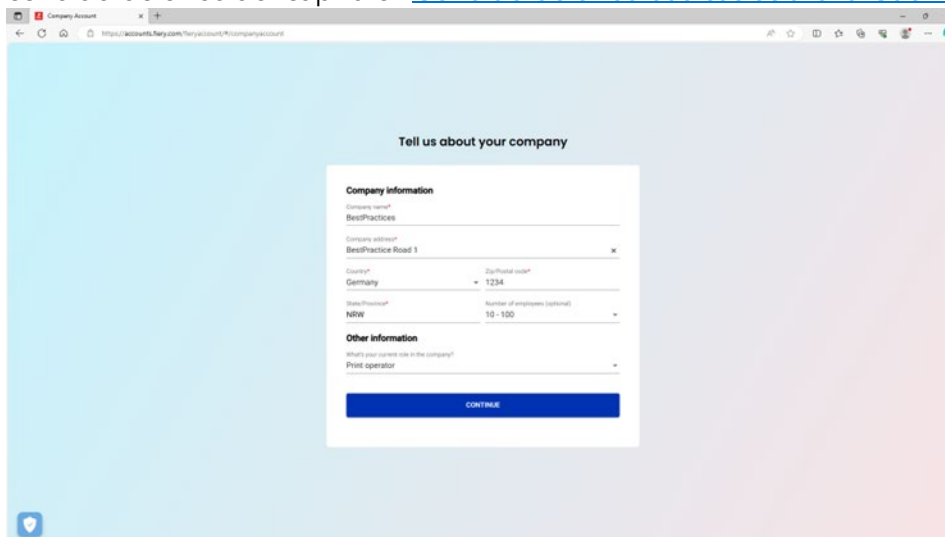 Company Account
https://accounts.fiery.com/fieryaccount/#/companyaccount
Tell us about your company
Company information
Company name*
BestPractices
Company address*
BestPractice Road 1
Country*
Zip/Postal code*
Germany
1234
State/Province*
Number of employees (optional)
NRW
10 - 100
Other information
What's your current role in the company?
Print operator
CONTINUE